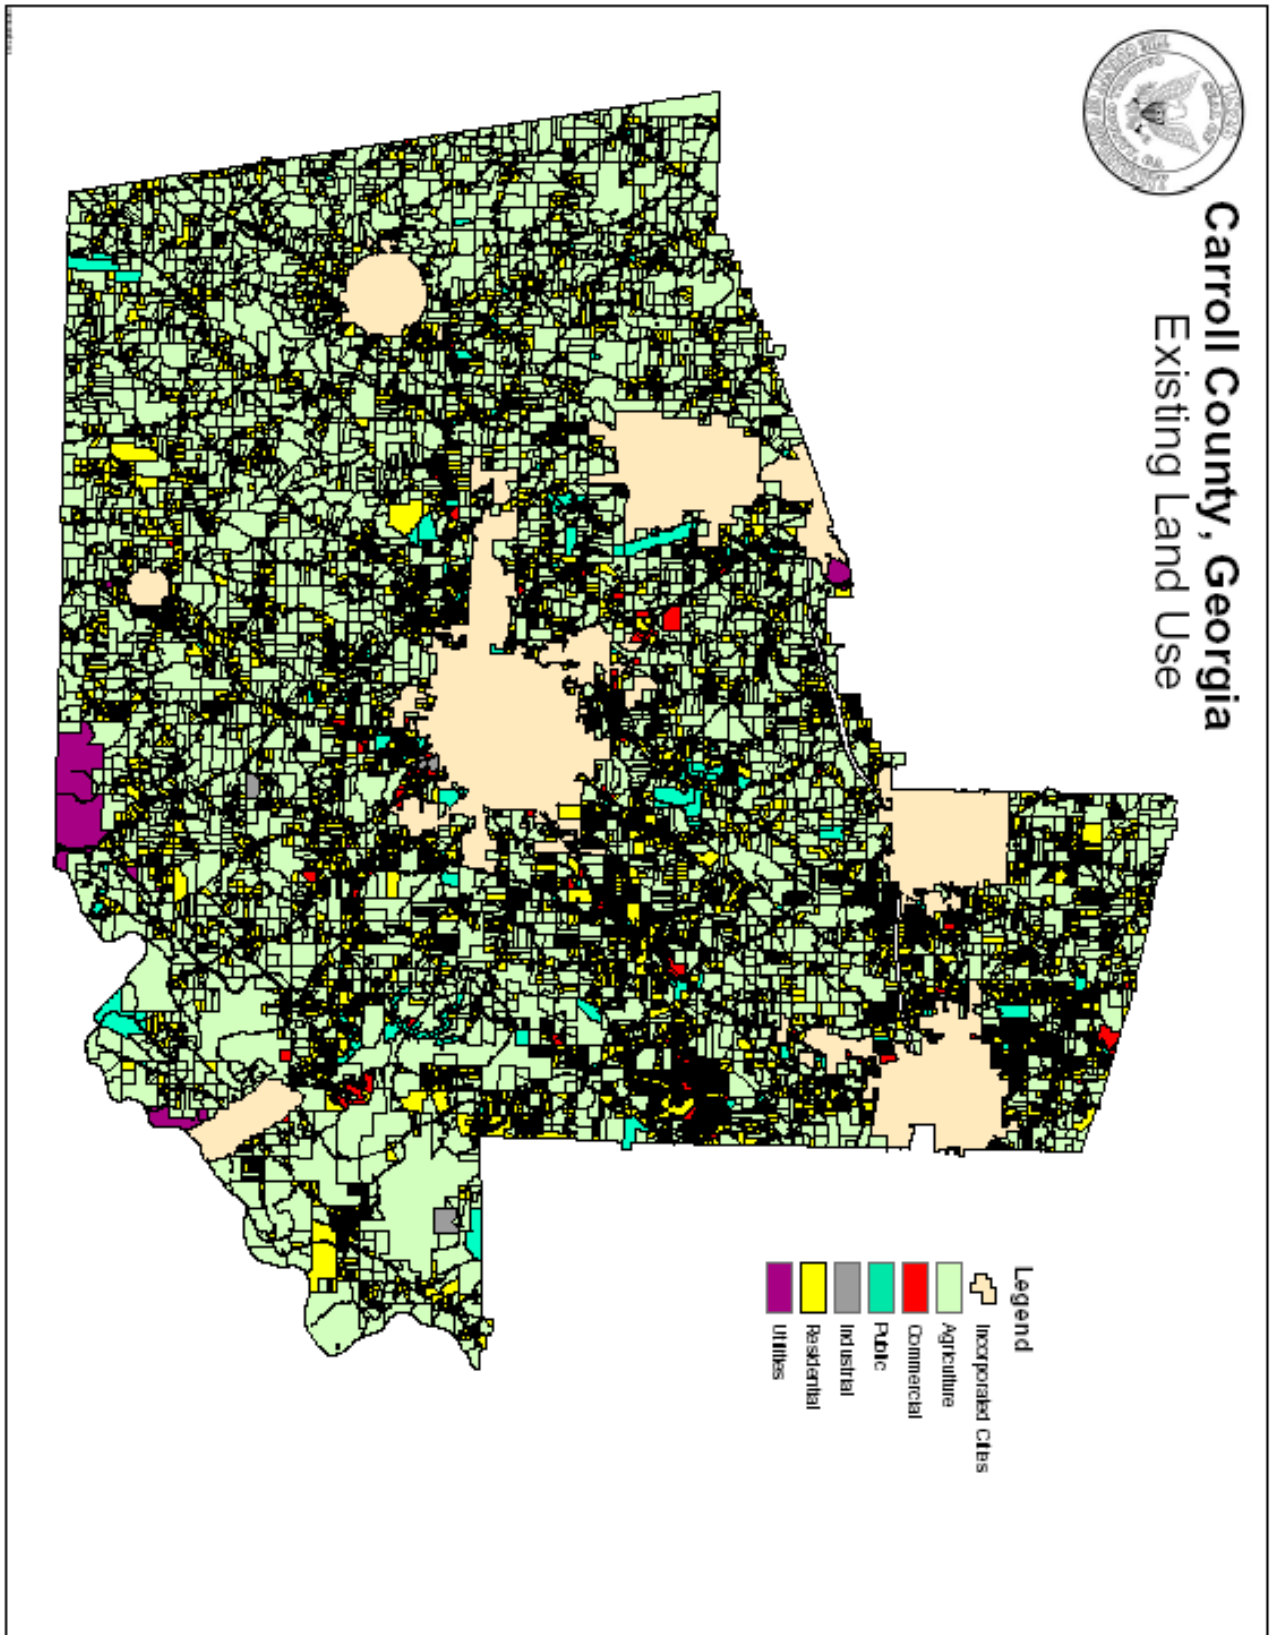 Carroll County, Georgia
Existing Land Use
Legend
Incorporated Cities
Agriculture
Commercial
Public
Industrial
Residential
Utilities